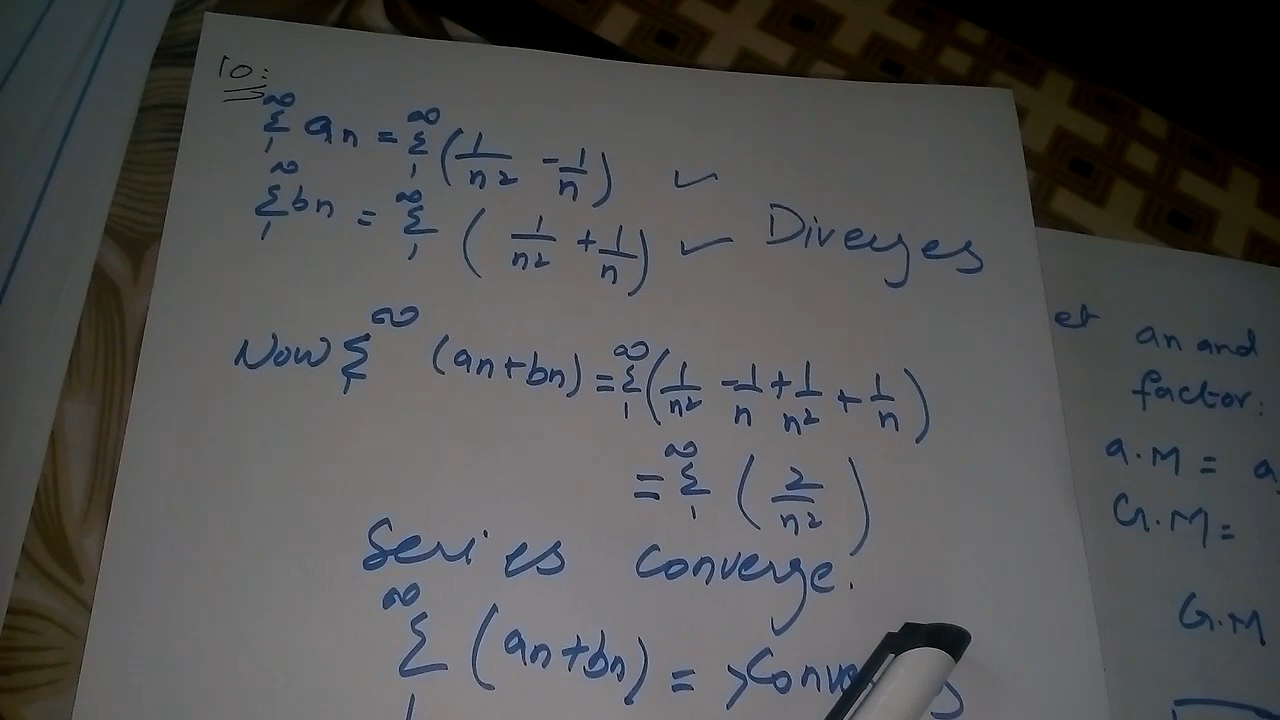 10:
∞ ∑ 1 an = ∞ ∑ 1 (1/n2 - 1/n) ✓
∞ ∑ 1 bn = ∞ ∑ 1 (1/n2 + 1/n) ✓ Diverges
Now ∞ ∑ 1 (an+bn) = ∞ ∑ 1 (1/n2 - 1/n + 1/n2 + 1/n)
= ∞ ∑ 1 (2/n2)
Series converge.
∞ ∑ 1 (an+bn) =
et an and
factor:
a.M = a
G.M =
G.M